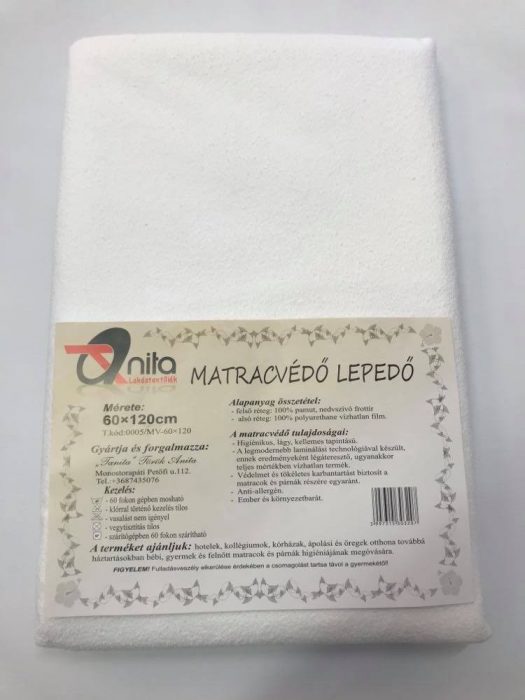 Anita
Lakástextilék
MATRACVÉDŐ LEPEDŐ
Mérete:
60×120cm
T.kód:0005/MV-60×120
Gyártja és forgalmazza:
"Tanita" Török Anita
Monostorapáti Petőfi u.112.
Tel.:+3687435076
Kezelés:
- 60 fokon gépben mosható
- klórral történő kezelés tilos
- vasalást nem igényel
- vegytisztítás tilos
- szárítógépben 60 fokon szárítható
Alapanyag összetétel:
- felső réteg: 100% pamut, nedvszívó frottír
- alsó réteg: 100% polyurethane vízhatlan film.
A matracvédő tulajdoságai:
- Higiénikus, lágy, kellemes tapintású.
- A legmodernebb laminálási technológiával készült,
ennek eredményeként légáteresztő, ugyanakkor
teljes mértékben vízhatlan termék.
- Védelmet és tökéletes karbantartást biztosít a
matracok és párnák részére egyaránt.
- Anti-allergén.
- Ember és környezetbarát.
A terméket ajánljuk: hotelek, kollégiumok, kórházak, ápolási és öregek otthona továbbá
háztartásokban bébi, gyermek és felnőtt matracok és párnák higiéniájának megóvására.
FIGYELEM! Fulladásveszély elkerülése érdekében a csomagolást tartsa távol a gyermekétől!